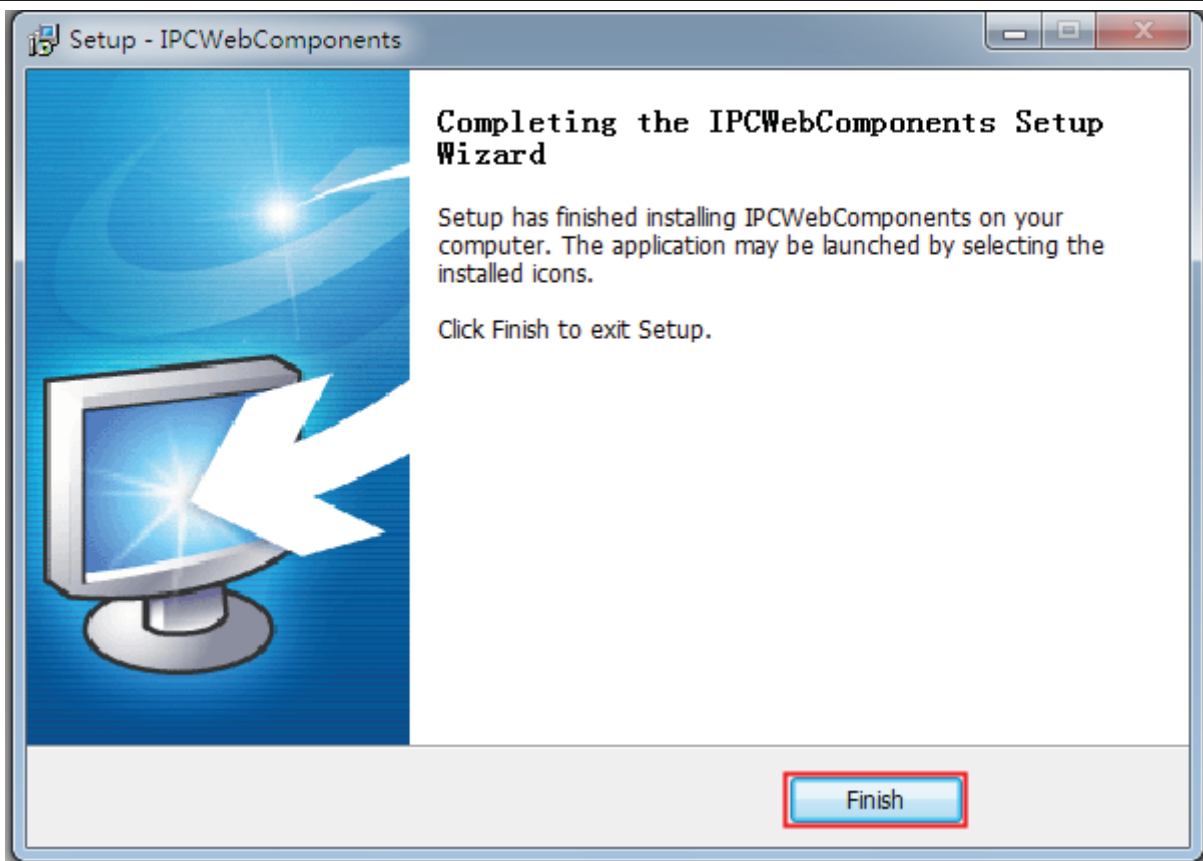 Setup - IPCWebComponents
Completing the IPCWebComponents Setup
Wizard
Setup has finished installing IPCWebComponents on your
computer. The application may be launched by selecting the
installed icons.
Click Finish to exit Setup.
Finish